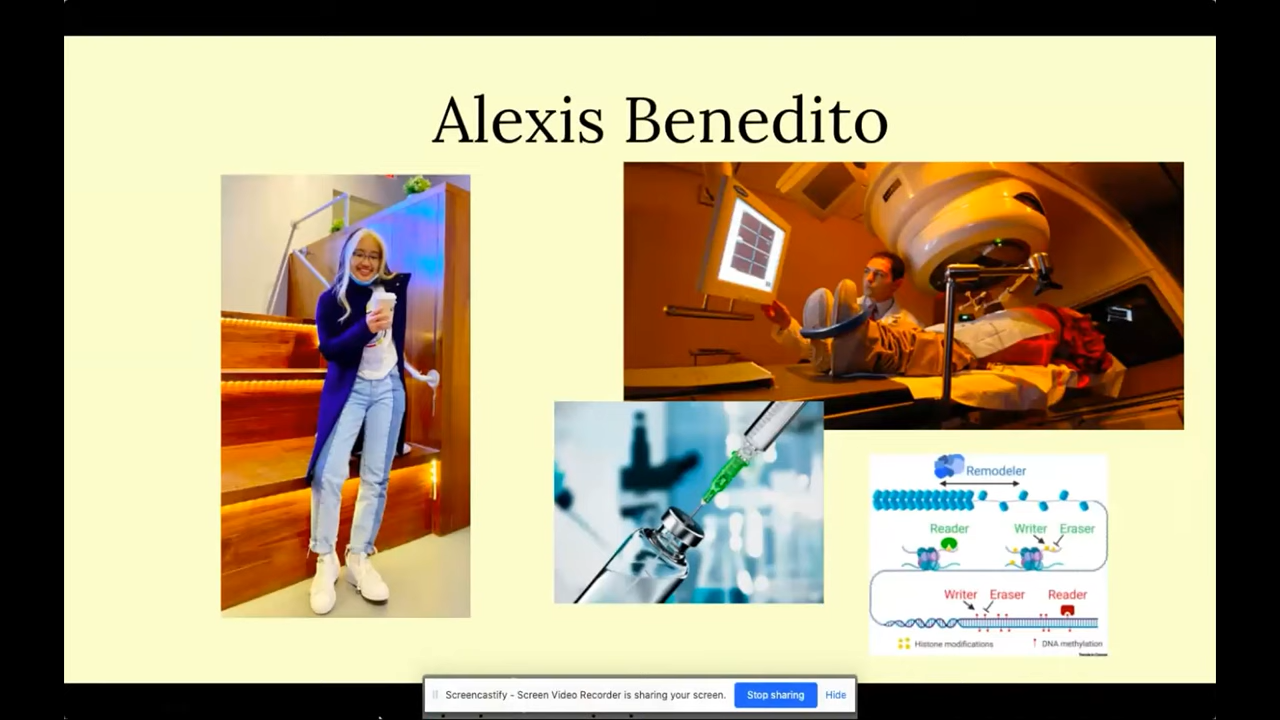 Alexis Benedito
Remodeler
Reader
Writer Eraser
Writer Eraser Reader
Histone modifications
DNA methylation
Screencastify - Screen Video Recorder is sharing your screen.
Stop sharing
Hide